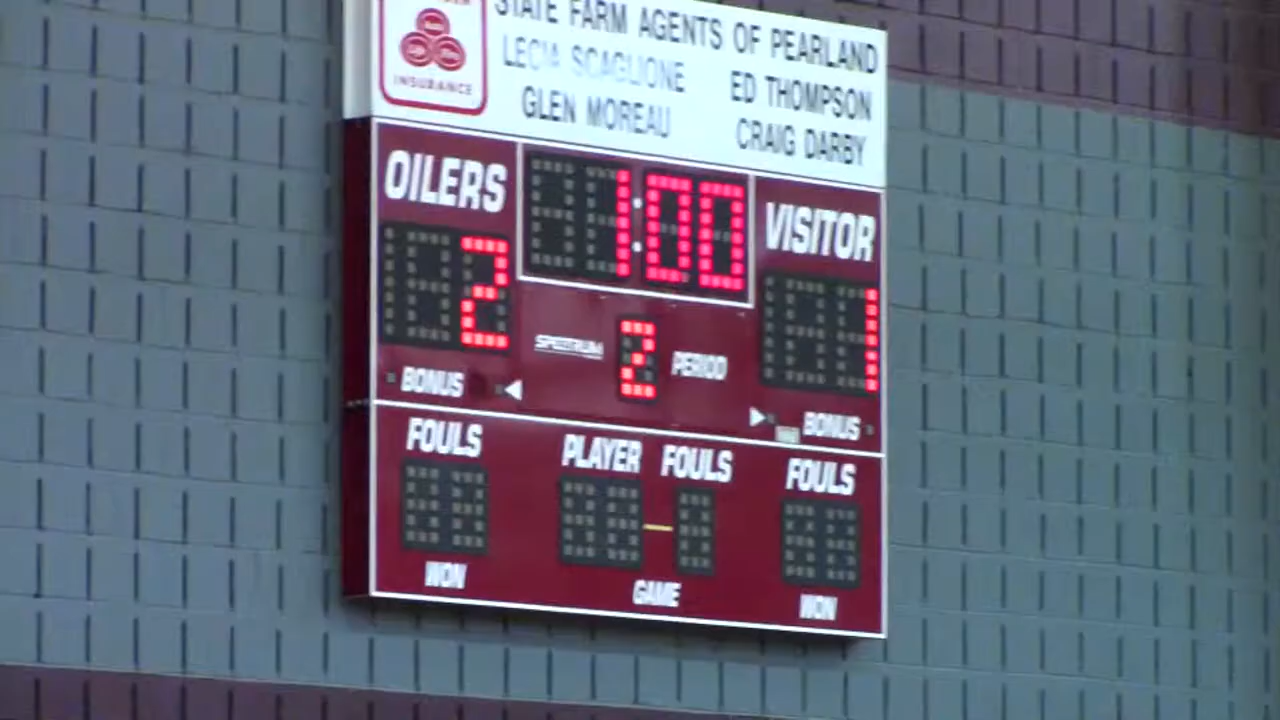 STATE FARM AGENTS OF PEARLAND
INSURANCE
LECIA SCAGLIONE
ED THOMPSON
GLEN MOREAU
CRAIG DARBY
OILERS
1:00
VISITOR
2
1
SPECTRUM
2
PERIOD
BONUS
BONUS
FOULS
PLAYER
FOULS
FOULS
WON
GAME
WON